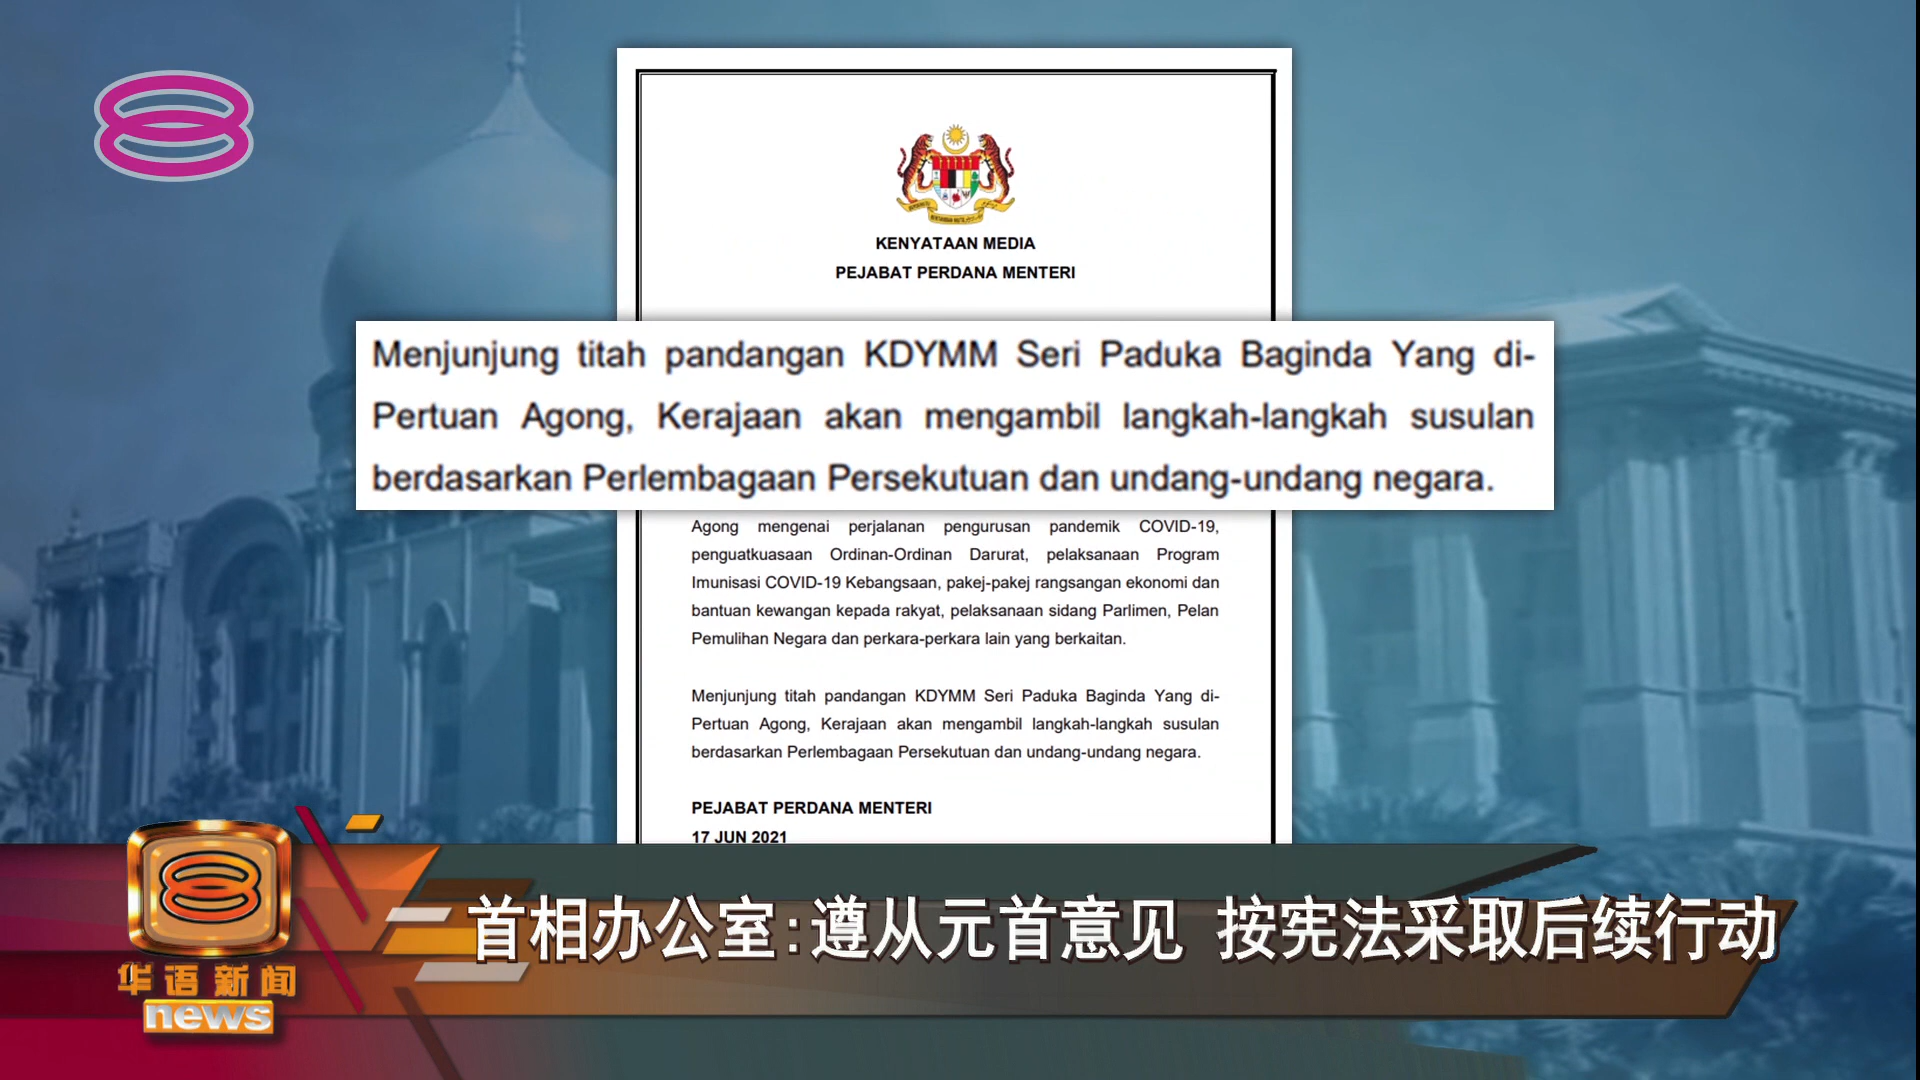 KENYATAAN MEDIA
PEJABAT PERDANA MENTERI
Menjunjung titah pandangan KDYMM Seri Paduka Baginda Yang di-
Pertuan Agong, Kerajaan akan mengambil langkah-langkah susulan
berdasarkan Perlembagaan Persekutuan dan undang-undang negara.
Agong mengenai perjalanan pengurusan pandemik COVID-19,
penguatkuasaan Ordinan-Ordinan Darurat, pelaksanaan Program
Imunisasi COVID-19 Kebangsaan, pakej-pakej rangsangan ekonomi dan
bantuan kewangan kepada rakyat, pelaksanaan sidang Parlimen, Pelan
Pemulihan Negara dan perkara-perkara lain yang berkaitan.
Menjunjung titah pandangan KDYMM Seri Paduka Baginda Yang di-
Pertuan Agong, Kerajaan akan mengambil langkah-langkah susulan
berdasarkan Perlembagaan Persekutuan dan undang-undang negara.
PEJABAT PERDANA MENTERI
17 JUN 2021
首相办公室:遵从元首意见 按宪法采取后续行动
华语新闻
news